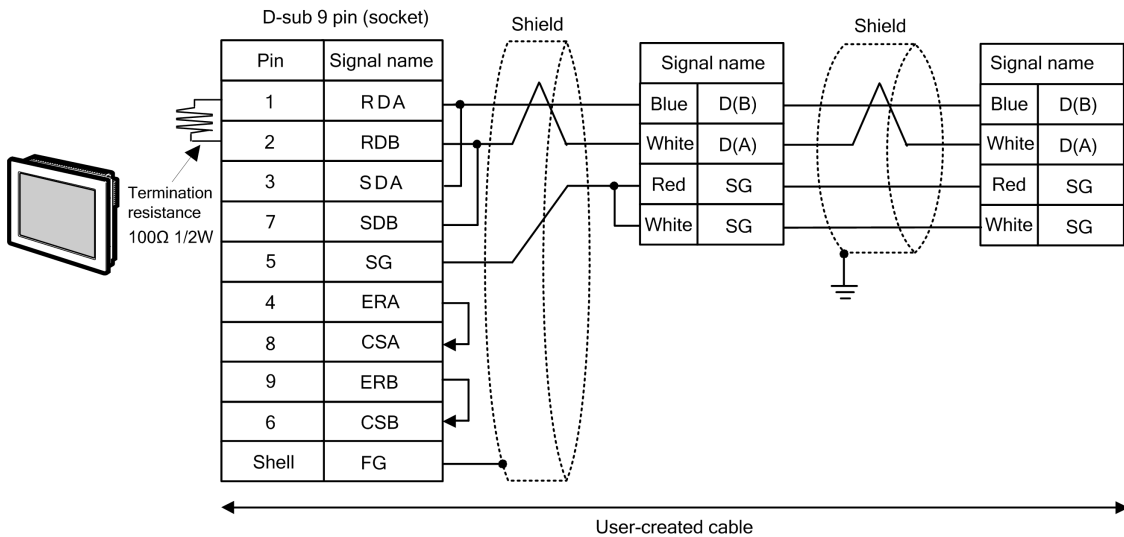 D-sub 9 pin (socket)
Shield
Shield
Pin Signal name
1 RDA
2 RDB
3 SDA
7 SDB
5 SG
4 ERA
8 CSA
9 ERB
6 CSB
Shell FG
Termination
resistance
100Ω 1/2W
Signal name
Blue D(B)
White D(A)
Red SG
White SG
Signal name
Blue D(B)
White D(A)
Red SG
White SG
User-created cable